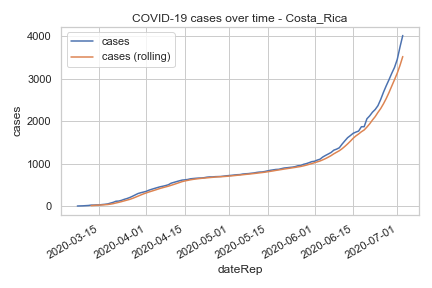 COVID-19 cases over time - Costa_Rica
cases
cases (rolling)
4000
3000
2000
1000
0
cases
2020-03-15
2020-04-01
2020-04-15
2020-05-01
2020-05-15
2020-06-01
2020-06-15
2020-07-01
dateRep